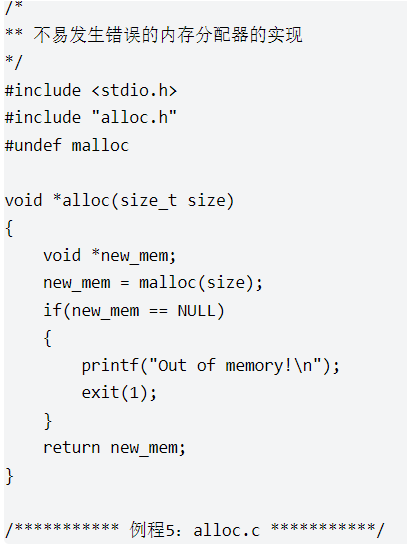 /*
** 不易发生错误的内存分配器的实现
*/
#include <stdio.h>
#include "alloc.h"
#undef malloc
void *alloc(size_t size)
{
void *new_mem;
new_mem = malloc(size);
if(new_mem == NULL)
{
printf("Out of memory!\n");
exit(1);
}
return new_mem;
}
/*********** 例程5：alloc.c ***********/